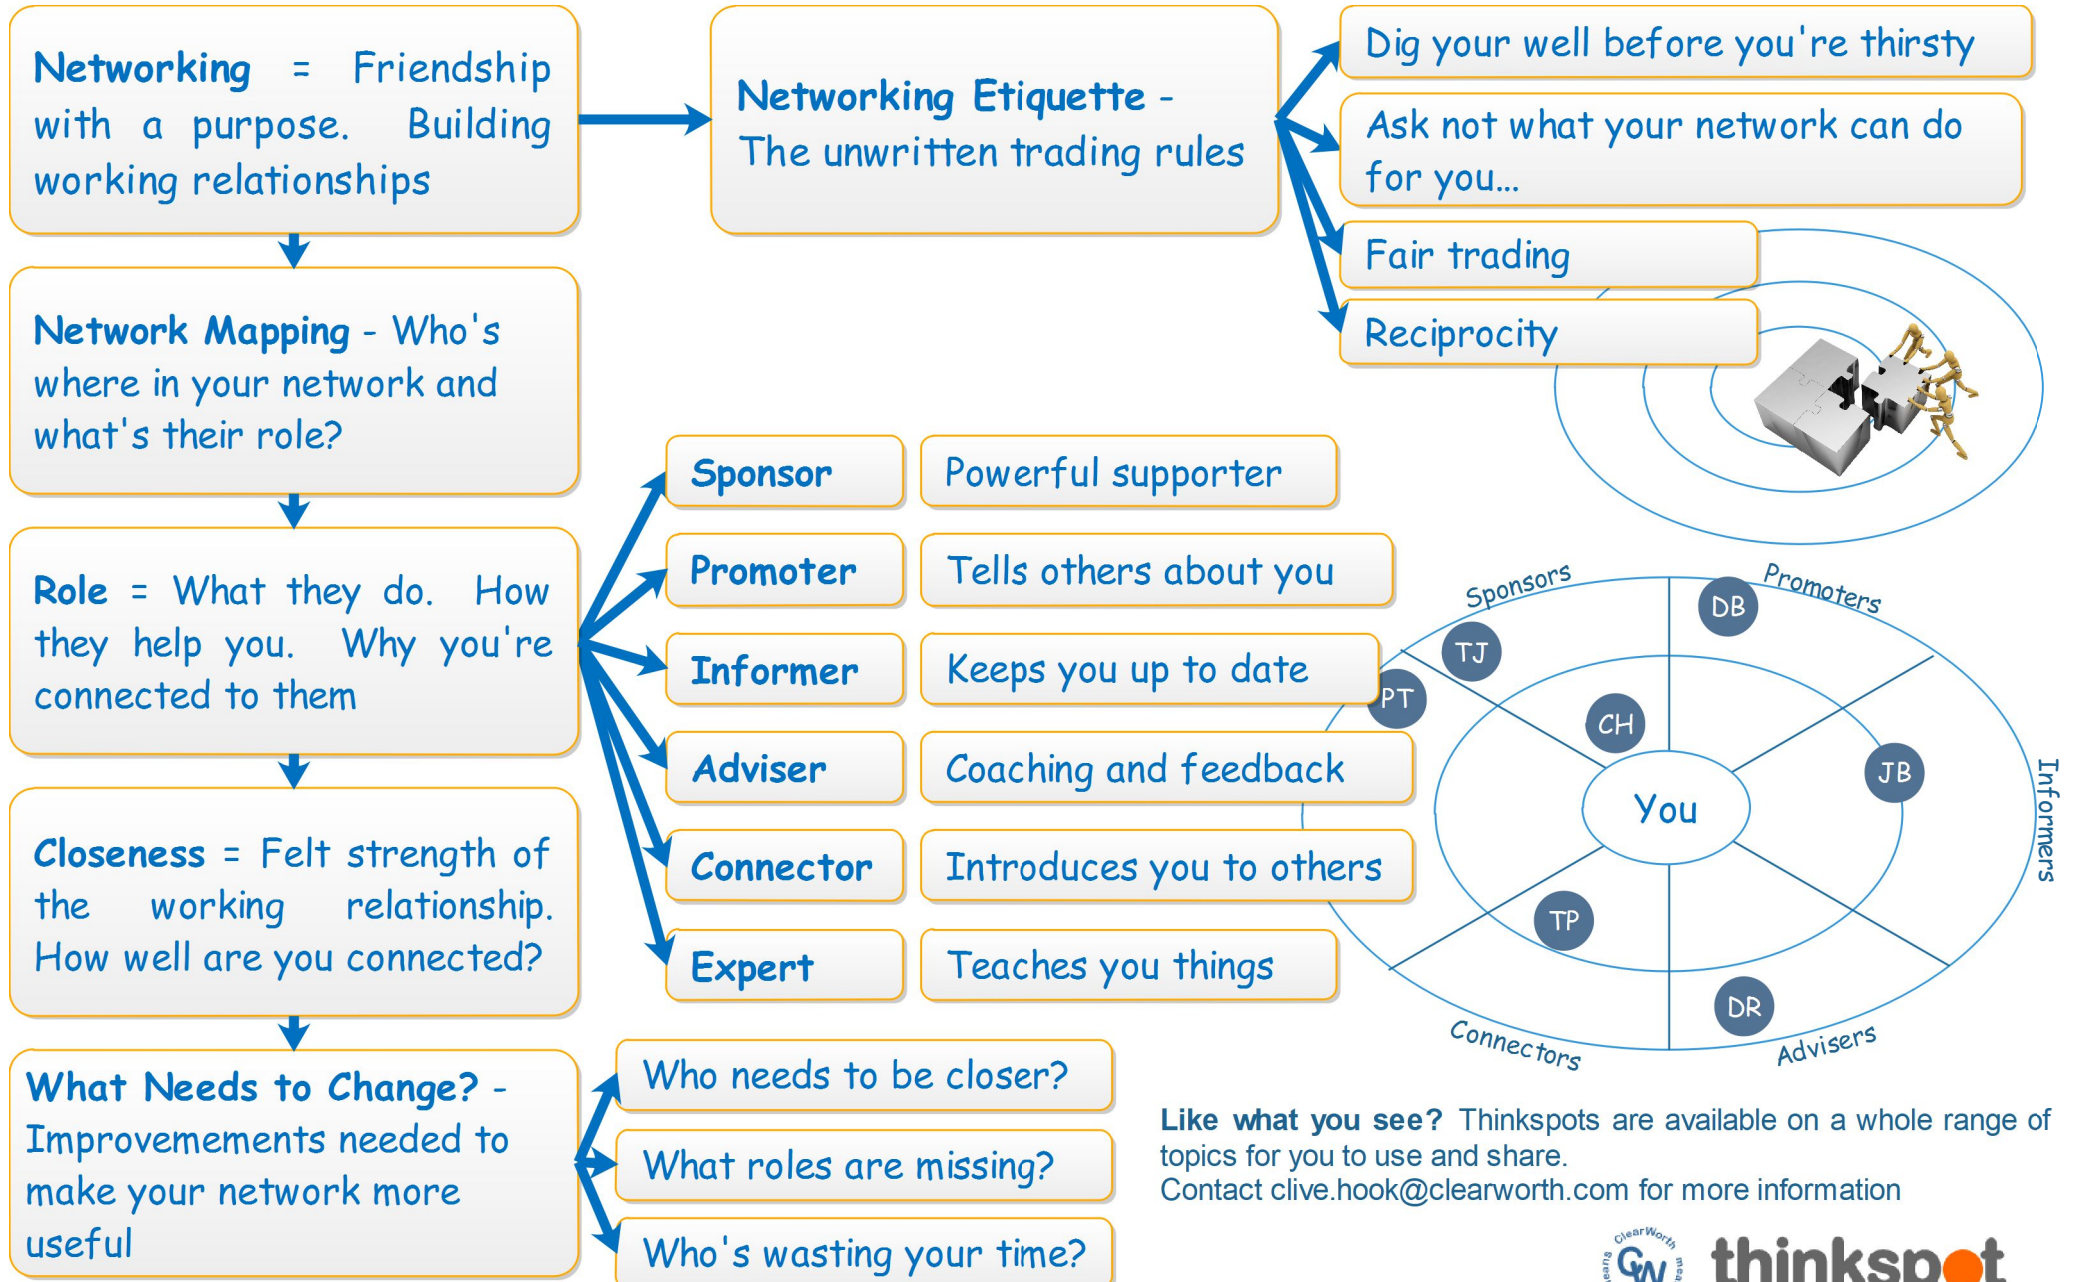 Networking = Friendship
with a purpose. Building
working relationships
Networking Etiquette -
The unwritten trading rules
Dig your well before you're thirsty
Ask not what your network can do
for you...
Fair trading
Reciprocity
Network Mapping - Who's
where in your network and
what's their role?
Role = What they do. How
they help you. Why you're
connected to them
Sponsor
Powerful supporter
Promoter
Tells others about you
Informer
Keeps you up to date
Adviser
Coaching and feedback
Connector
Introduces you to others
Expert
Teaches you things
Closeness = Felt strength of
the working relationship.
How well are you connected?
What Needs to Change? -
Improvemements needed to
make your network more
useful
Who needs to be closer?
What roles are missing?
Who's wasting your time?
Sponsors
Promoters
Informers
Advisers
Connectors
DB
TJ
PT
CH
JB
You
TP
DR
Like what you see? Thinkspots are available on a whole range of
topics for you to use and share.
Contact clive.hook@clearworth.com for more information
ClearWorth
CW
thinkspot